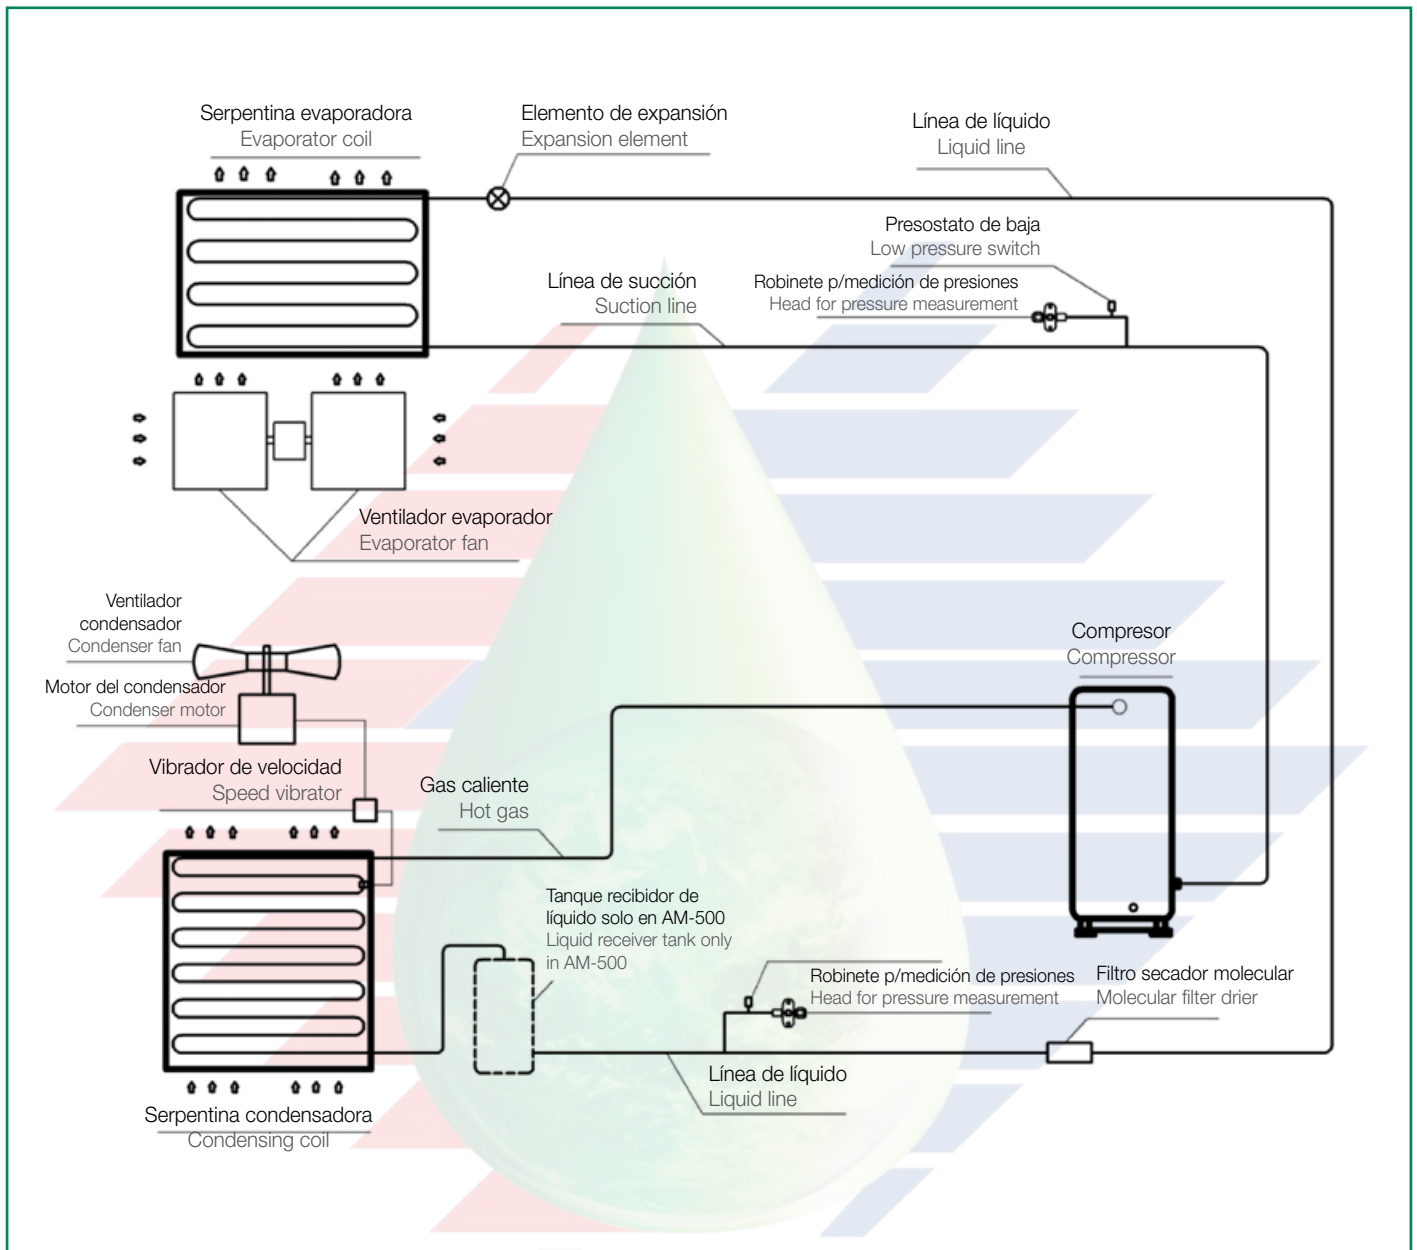 Serpentina evaporadora
Evaporator coil
Elemento de expansión
Expansion element
Línea de líquido
Liquid line
Presostato de baja
Low pressure switch
Línea de succión
Suction line
Robinete p/medición de presiones
Head for pressure measurement
Ventilador evaporador
Evaporator fan
Ventilador
condensador
Condenser fan
Compresor
Compressor
Motor del condensador
Condenser motor
Vibrador de velocidad
Speed vibrator
Gas caliente
Hot gas
Tanque recibidor de
líquido solo en AM-500
Liquid receiver tank only
in AM-500
Robinete p/medición de presiones
Head for pressure measurement
Filtro secador molecular
Molecular filter drier
Línea de líquido
Liquid line
Serpentina condensadora
Condensing coil